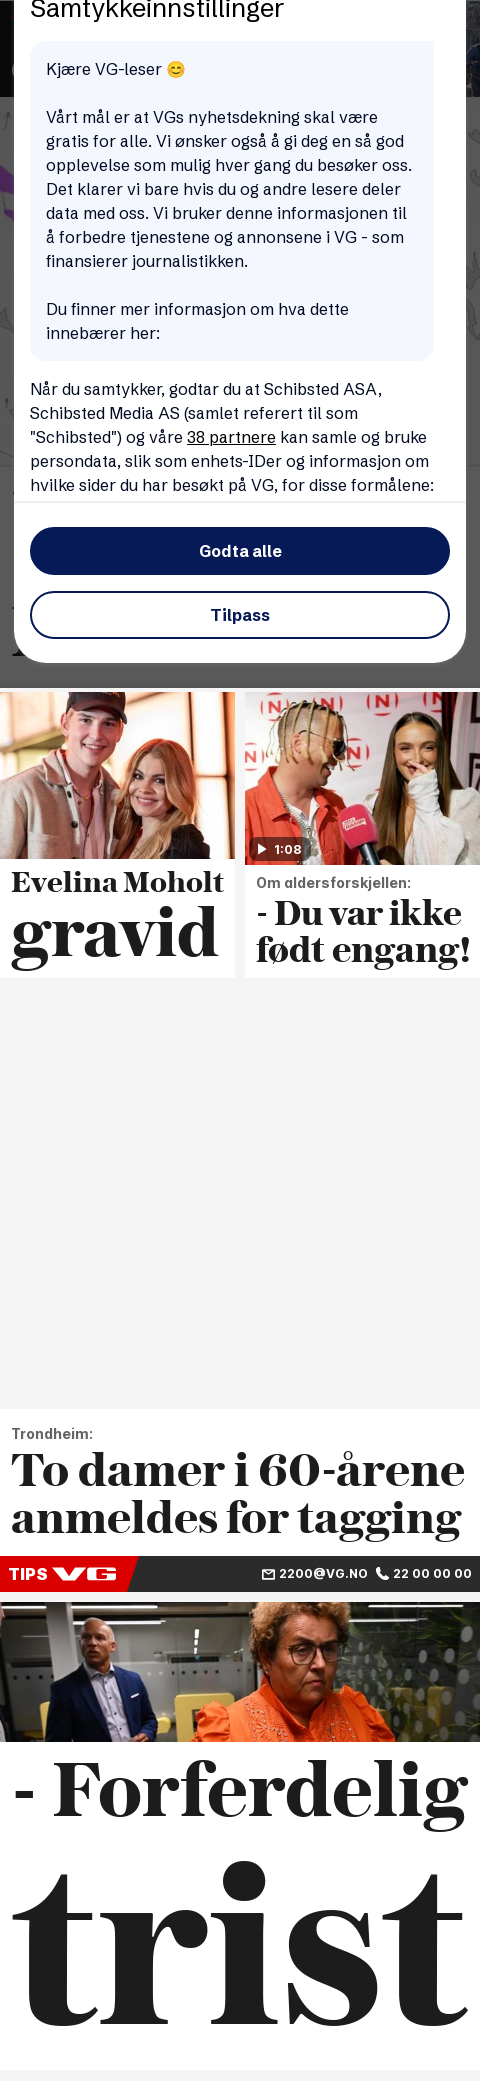 Samtykkeinnstillinger
Kjære VG-leser 😊
Vårt mål er at VGs nyhetsdekning skal være
gratis for alle. Vi ønsker også å gi deg en så god
opplevelse som mulig hver gang du besøker oss.
Det klarer vi bare hvis du og andre lesere deler
data med oss. Vi bruker denne informasjonen til
å forbedre tjenestene og annonsene i VG - som
finansierer journalistikken.
Du finner mer informasjon om hva dette
innebærer her:
Når du samtykker, godtar du at Schibsted ASA,
Schibsted Media AS (samlet referert til som
"Schibsted") og våre 38 partnere kan samle og bruke
persondata, slik som enhets-IDer og informasjon om
hvilke sider du har besøkt på VG, for disse formålene:
Godta alle
Tilpass
1:08
Evelina Moholt
gravid
Om aldersforskjellen:
- Du var ikke
født engang!
Trondheim:
To damer i 60-årene
anmeldes for tagging
TIPS VG 2200@VG.NO 22 00 00 00
- Forferdelig
trist